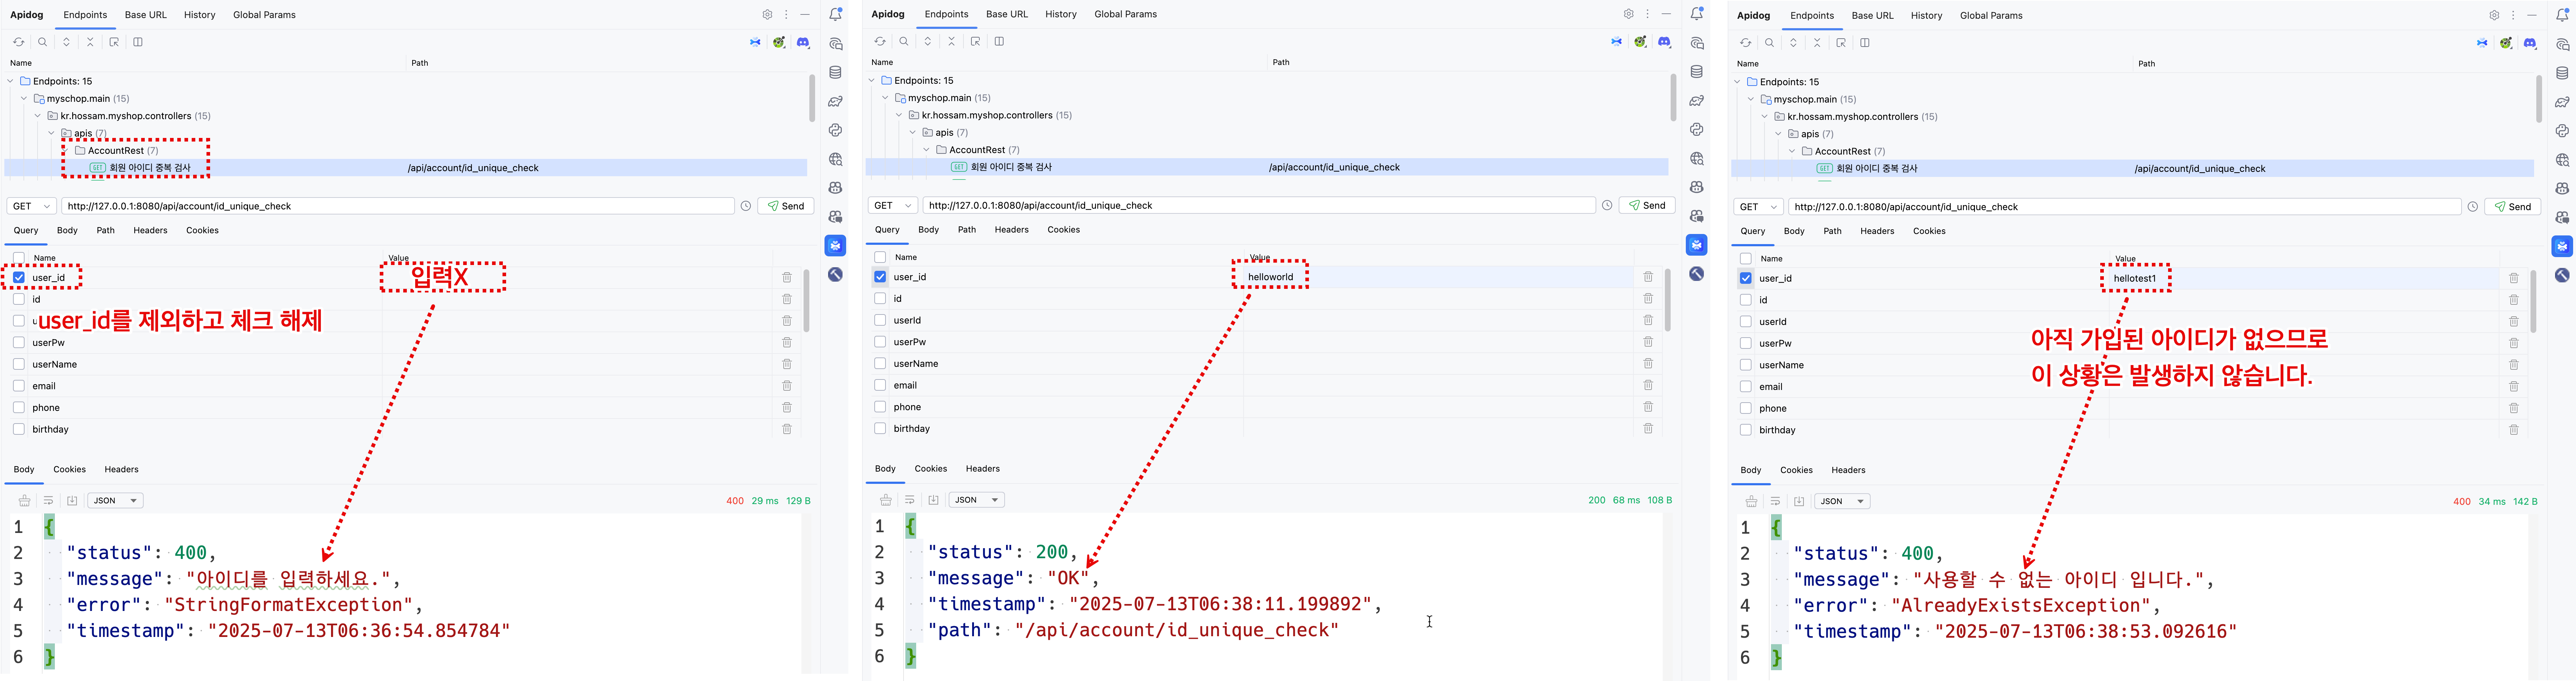 Apidog Endpoints Base URL History Global Params
Name Path
Endpoints: 15
myschop.main (15)
kr.hossam.myshop.controllers (15)
apis (7)
AccountRest (7)
GET 회원 아이디 중복 검사 /api/account/id_unique_check
GET http://127.0.0.1:8080/api/account/id_unique_check Send
Query Body Path Headers Cookies
Name Value
user_id 입력X
id
user_id를 제외하고 체크 해제
userPw
userName
email
phone
birthday
Body Cookies Headers
JSON 400 29 ms 129 B
1 {
2 "status": 400,
3 "message": "아이디를 입력하세요.",
4 "error": "StringFormatException",
5 "timestamp": "2025-07-13T06:36:54.854784"
6 }
Apidog Endpoints Base URL History Global Params
Name Path
Endpoints: 15
myschop.main (15)
kr.hossam.myshop.controllers (15)
apis (7)
AccountRest (7)
GET 회원 아이디 중복 검사 /api/account/id_unique_check
GET http://127.0.0.1:8080/api/account/id_unique_check Send
Query Body Path Headers Cookies
Name Value
user_id helloworld
id
userId
userPw
userName
email
phone
birthday
Body Cookies Headers
JSON 200 68 ms 108 B
1 {
2 "status": 200,
3 "message": "OK",
4 "timestamp": "2025-07-13T06:38:11.199892",
5 "path": "/api/account/id_unique_check"
6 }
Apidog Endpoints Base URL History Global Params
Name Path
Endpoints: 15
myschop.main (15)
kr.hossam.myshop.controllers (15)
apis (7)
AccountRest (7)
GET 회원 아이디 중복 검사 /api/account/id_unique_check
GET http://127.0.0.1:8080/api/account/id_unique_check Send
Query Body Path Headers Cookies
Name Value
user_id hellotest1
id
userId
userPw
아직 가입된 아이디가 없으므로
userName
이 상황은 발생하지 않습니다.
email
phone
birthday
Body Cookies Headers
JSON 400 34 ms 142 B
1 {
2 "status": 400,
3 "message": "사용할 수 없는 아이디 입니다.",
4 "error": "AlreadyExistsException",
5 "timestamp": "2025-07-13T06:38:53.092616"
6 }